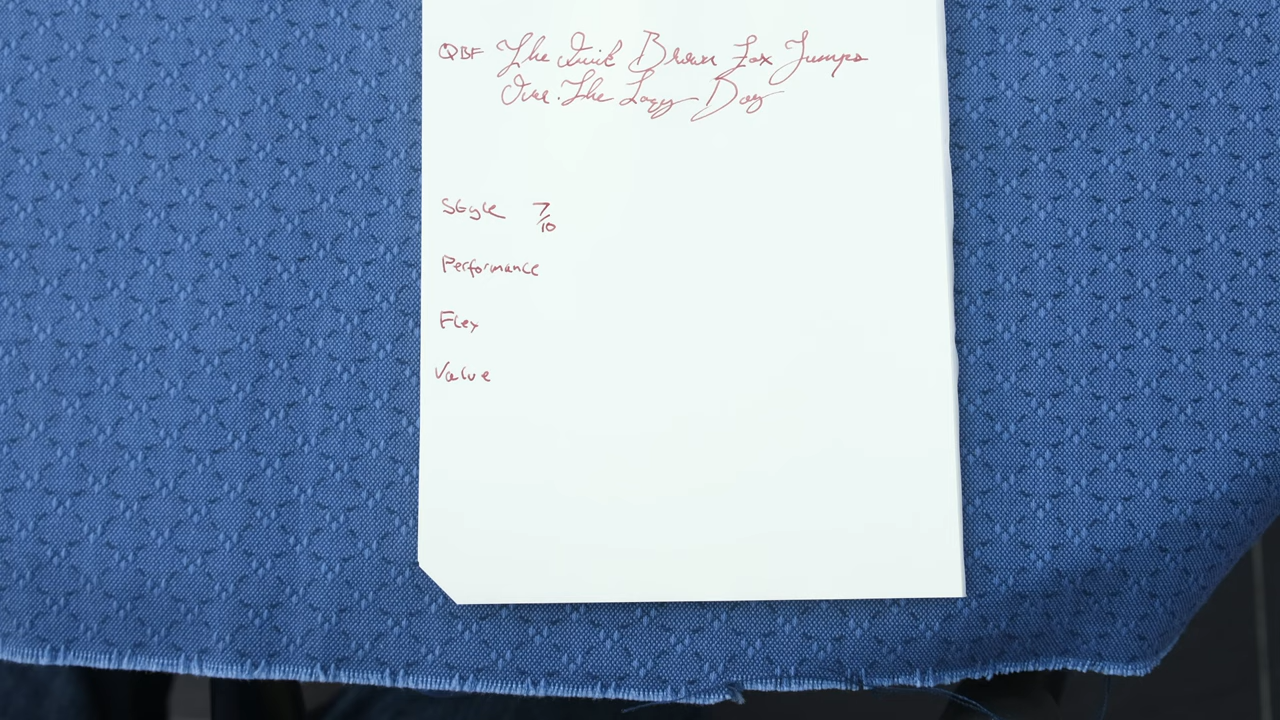 QBF The Quick Brown Fox Jumps
Over The Lazy Dog
Style 7/10
Performance
Flex
Value